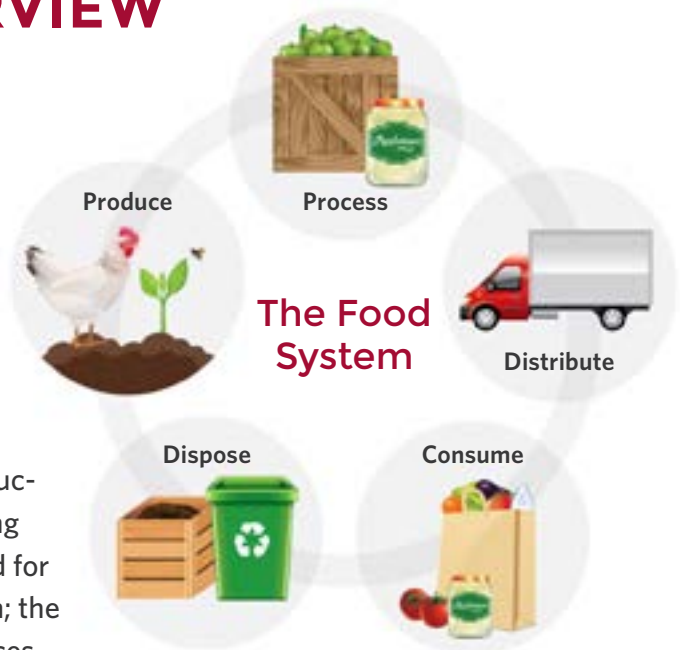 RVIEW
Process
Produce
The Food
System
Distribute
Dispose
Consume
uc-
ng
d for
; the